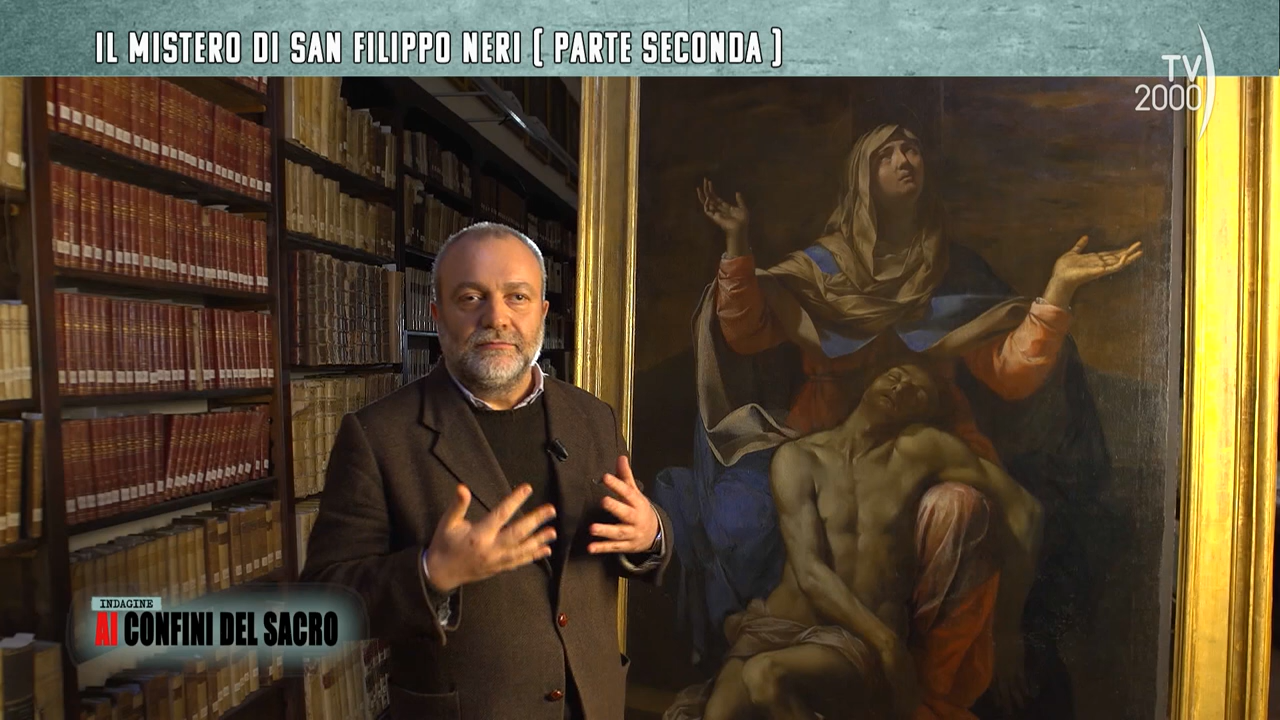 IL MISTERO DI SAN FILIPPO NERI ( PARTE SECONDA )
TV
2000
INDAGINE
AI CONFINI DEL SACRO